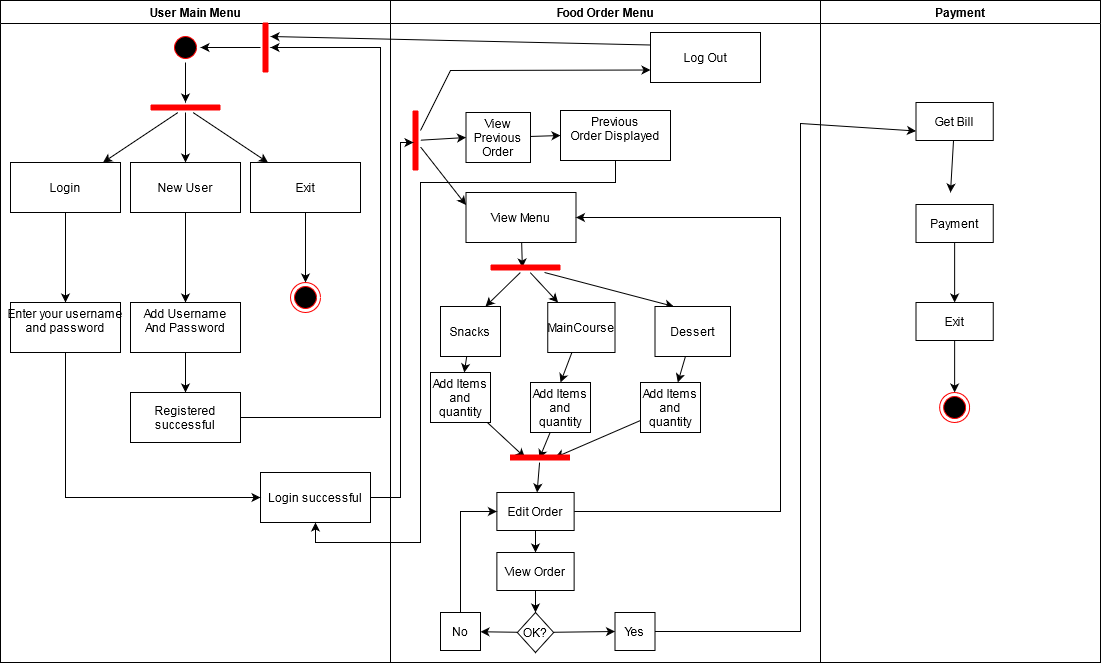 User Main Menu
Food Order Menu
Payment
Log Out
View
Previous
Order
Previous
Order Displayed
Get Bill
Login
New User
Exit
View Menu
Payment
Enter your username
and password
Add Username
And Password
Snacks
MainCourse
Dessert
Exit
Add Items
and
quantity
Add Items
and
quantity
Add Items
and
quantity
Registered
successful
Login successful
Edit Order
View Order
No
OK?
Yes